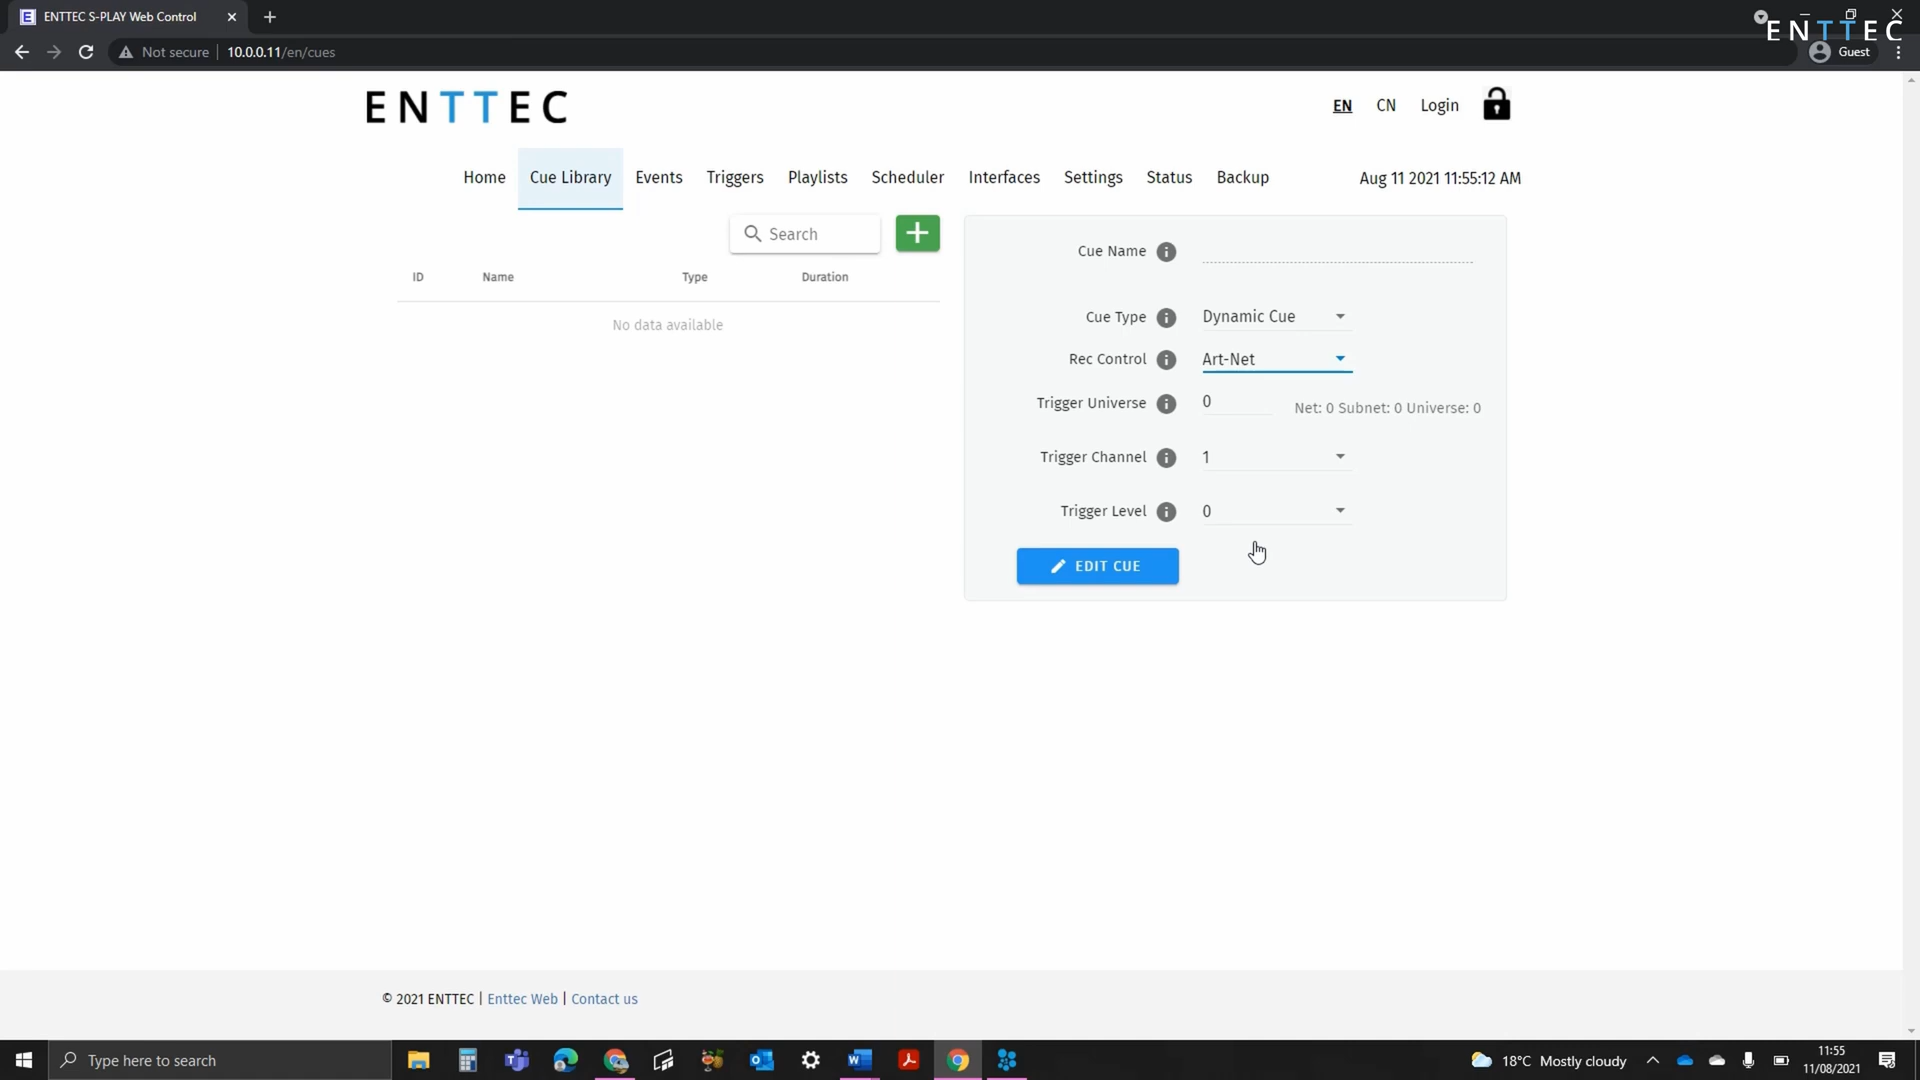 ENTTEC S-PLAY Web Control
ENTTEC
Not secure 10.0.0.11/en/cues
Guest
ENTTEC
EN CN Login
Home Cue Library Events Triggers Playlists Scheduler Interfaces Settings Status Backup Aug 11 2021 11:55:12 AM
Search
Cue Name
ID Name Type Duration
No data available
Cue Type Dynamic Cue
Rec Control Art-Net
Trigger Universe 0 Net: 0 Subnet: 0 Universe: 0
Trigger Channel 1
Trigger Level 0
EDIT CUE
© 2021 ENTTEC | Enttec Web | Contact us
Type here to search
18°C Mostly cloudy
11:55
11/08/2021